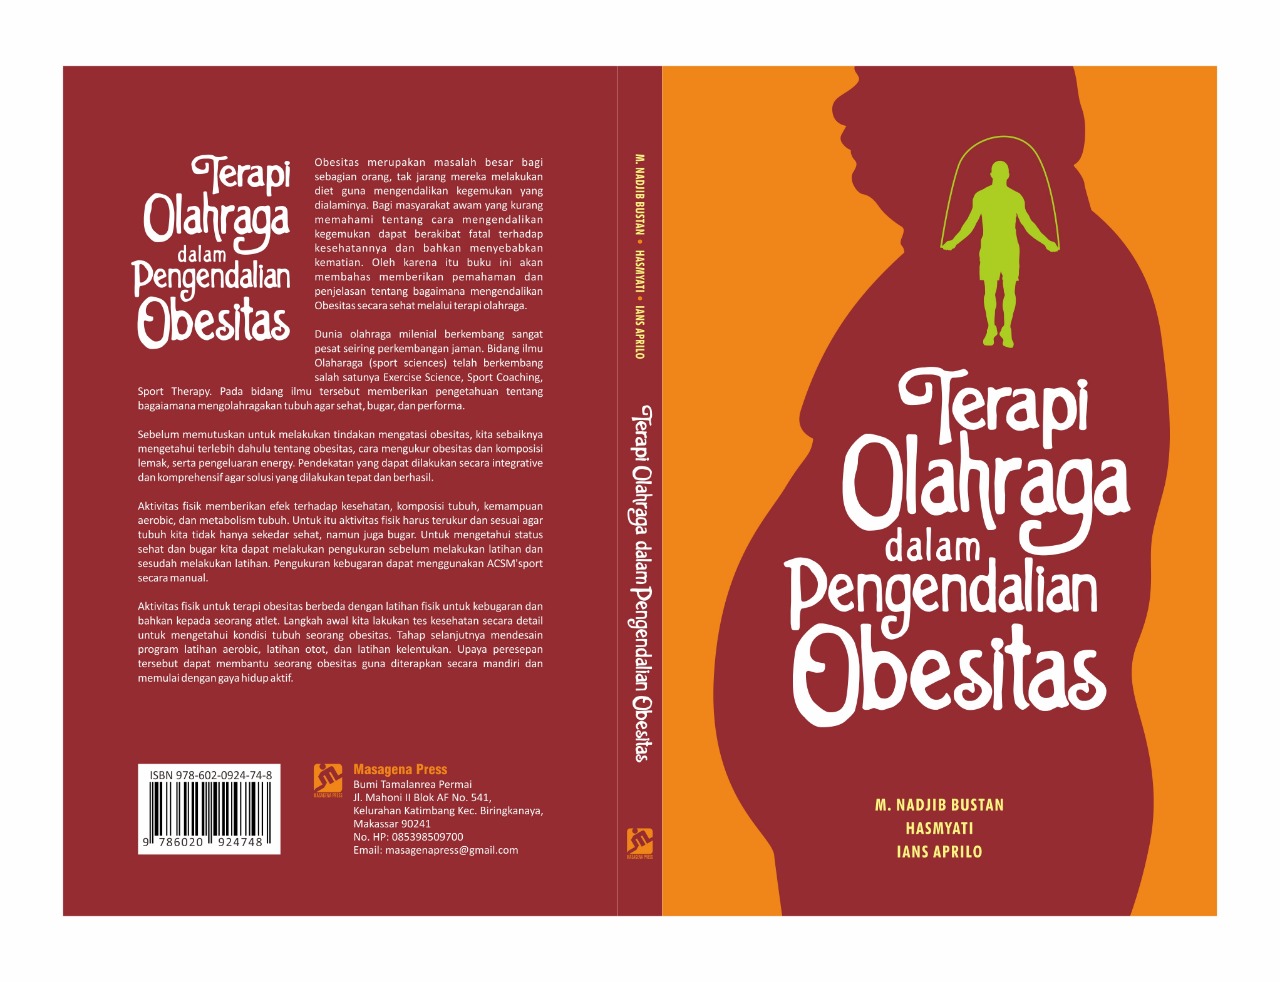 Terapi
Olahraga
dalam
Pengendalian
Obesitas
Obesitas merupakan masalah besar bagi
sebagian orang, tak jarang mereka melakukan
diet guna mengendalikan kegemukan yang
dialaminya. Bagi masyarakat awam yang kurang
memahami tentang cara mengendalikan
kegemukan dapat berakibat fatal terhadap
kesehatannya dan bahkan menyebabkan
kematian. Oleh karena itu buku ini akan
membahas memberikan pemahaman dan
penjelasan tentang bagaimana mengendalikan
Obesitas secara sehat melalui terapi olahraga.
Dunia olahraga milenial berkembang sangat
pesat seiring perkembangan jaman. Bidang ilmu
Olaharaga (sport sciences) telah berkembang
salah satunya Exercise Science, Sport Coaching,
Sport Therapy. Pada bidang ilmu tersebut memberikan pengetahuan tentang
bagaiamana mengolahragakan tubuh agar sehat, bugar, dan performa.
Sebelum memutuskan untuk melakukan tindakan mengatasi obesitas, kita sebaiknya
mengetahui terlebih dahulu tentang obesitas, cara mengukur obesitas dan komposisi
lemak, serta pengeluaran energy. Pendekatan yang dapat dilakukan secara integrative
dan komprehensif agar solusi yang dilakukan tepat dan berhasil.
Aktivitas fisik memberikan efek terhadap kesehatan, komposisi tubuh, kemampuan
aerobic, dan metabolism tubuh. Untuk itu aktivitas fisik harus terukur dan sesuai agar
tubuh kita tidak hanya sekedar sehat, namun juga bugar. Untuk mengetahui status
sehat dan bugar kita dapat melakukan pengukuran sebelum melakukan latihan dan
sesudah melakukan latihan. Pengukuran kebugaran dapat menggunakan ACSM'sport
secara manual.
Aktivitas fisik untuk terapi obesitas berbeda dengan latihan fisik untuk kebugaran dan
bahkan kepada seorang atlet. Langkah awal kita lakukan tes kesehatan secara detail
untuk mengetahui kondisi tubuh seorang obesitas. Tahap selanjutnya mendesain
program latihan aerobic, latihan otot, dan latihan kelentukan. Upaya peresepan
tersebut dapat membantu seorang obesitas guna diterapkan secara mandiri dan
memulai dengan gaya hidup aktif.
ISBN 978-602-0924-74-8
9 786020 924748
MASAGENA PRESS
Masagena Press
Bumi Tamalanrea Permai
Jl. Mahoni II Blok AF No. 541,
Kelurahan Katimbang Kec. Biringkanaya,
Makassar 90241
No. HP: 085398509700
Email: masagenapress@gmail.com
M. NADJIB BUSTAN • HASMYATI • IANS APRILO
Terapi Olahraga dalam Pengendalian Obesitas
MASAGENA PRESS
Terapi
Olahraga
dalam
Pengendalian
Obesitas
M. NADJIB BUSTAN
HASMYATI
IANS APRILO